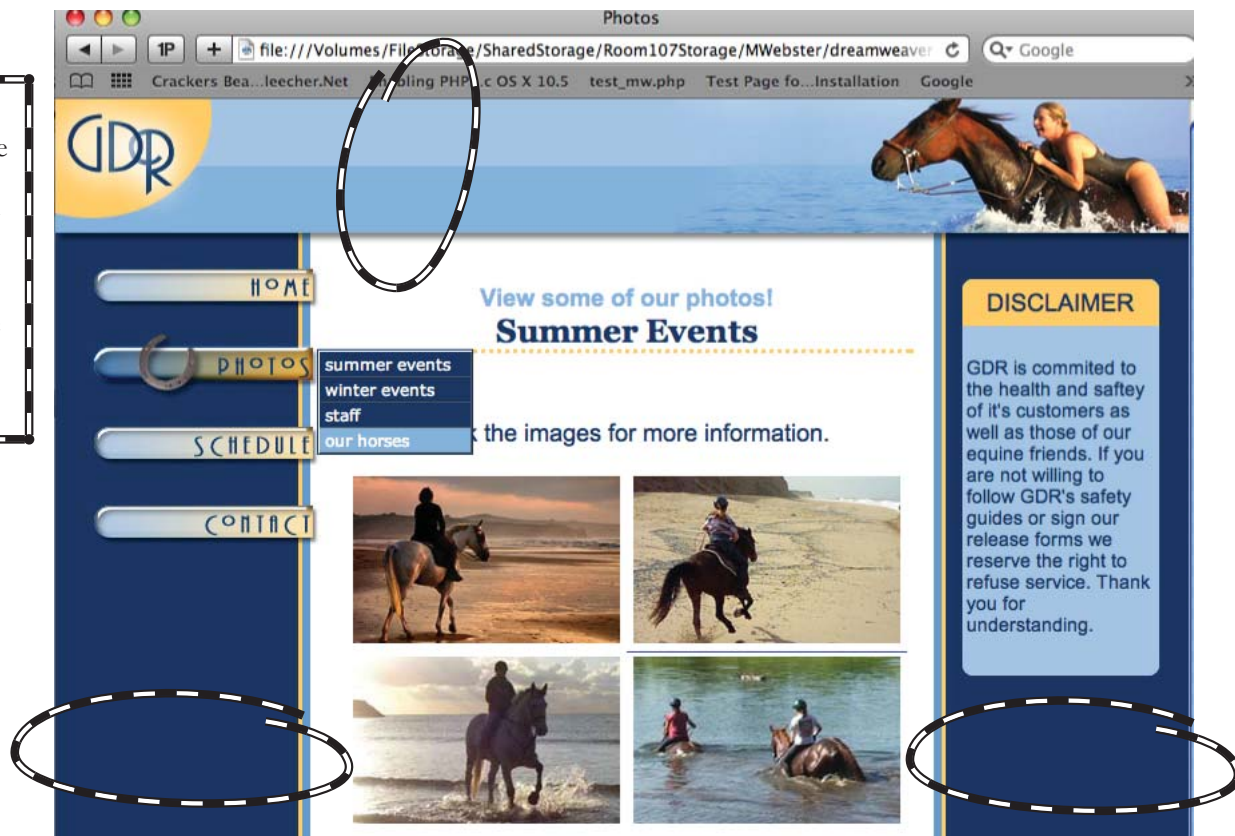 Photos
1P + file:///Volumes/FileStorage/SharedStorage/Room107Storage/MWebster/dreamweaver Google
Crackers Bea...leecher.Net PHP c OS X 10.5 test_mw.php Test Page fo...Installation Google
e
GDR
HOME
PHOTOS
SCHEDULE
CONTACT
View some of our photos!
Summer Events
summer events
winter events
staff
our horses
the images for more information.
DISCLAIMER
GDR is commited to
the health and saftey
of it's customers as
well as those of our
equine friends. If you
are not willing to
follow GDR's safety
guides or sign our
release forms we
reserve the right to
refuse service. Thank
you for
understanding.